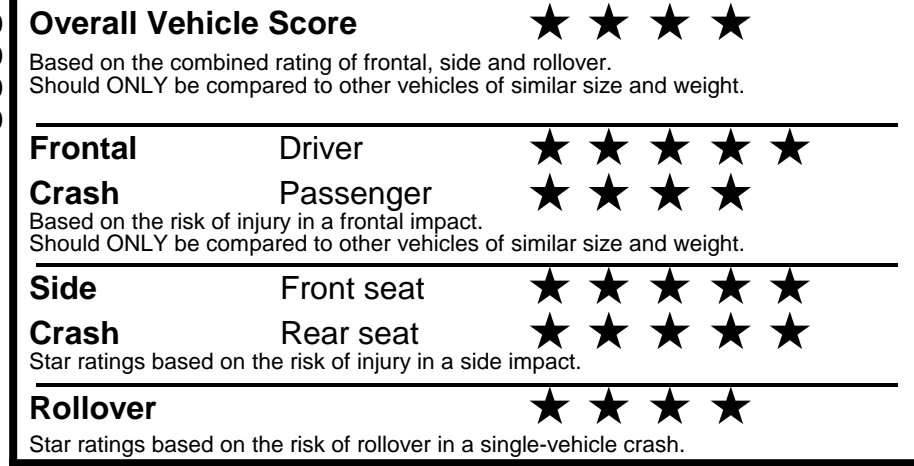 Overall Vehicle Score ★ ★ ★ ★
Based on the combined rating of frontal, side and rollover.
Should ONLY be compared to other vehicles of similar size and weight.
Frontal Driver ★ ★ ★ ★ ★
Crash Passenger ★ ★ ★ ★
Based on the risk of injury in a frontal impact.
Should ONLY be compared to other vehicles of similar size and weight.
Side Front seat ★ ★ ★ ★ ★
Crash Rear seat ★ ★ ★ ★ ★
Star ratings based on the risk of injury in a side impact.
Rollover ★ ★ ★ ★
Star ratings based on the risk of rollover in a single-vehicle crash.